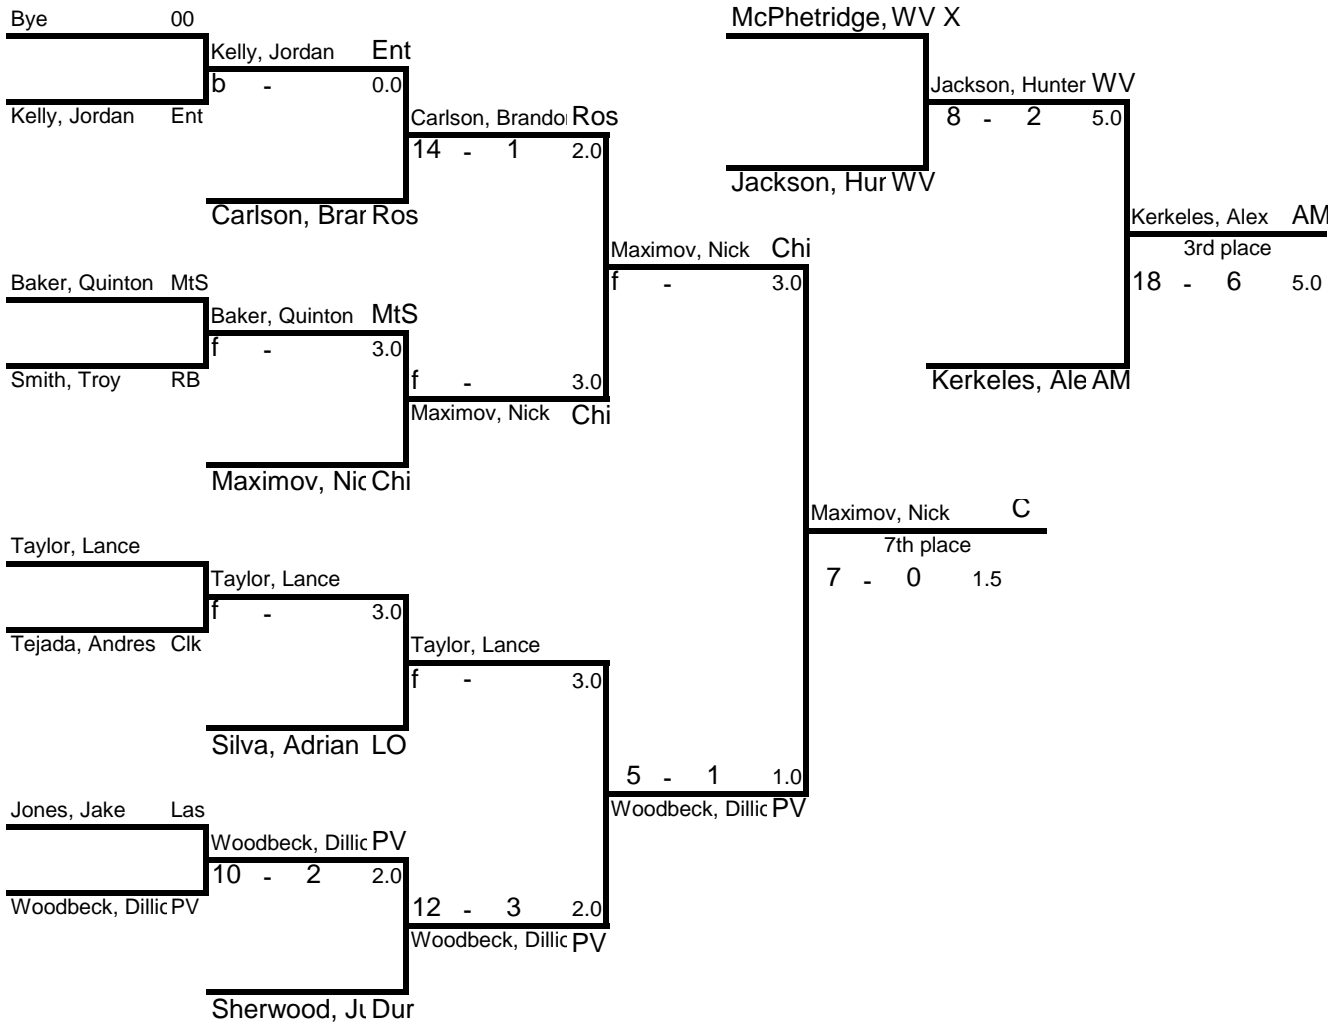 Bye 00
Kelly, Jordan Ent
b - 0.0
Kelly, Jordan Ent
Carlson, Brandoi Ros
14 - 1 2.0
Carlson, Brar Ros
Baker, Quinton MtS
Baker, Quinton MtS
f - 3.0
Smith, Troy RB
f - 3.0
Maximov, Nick Chi
Maximov, Nic Chi
Maximov, Nick Chi
f - 3.0
Taylor, Lance
Taylor, Lance
f - 3.0
Tejada, Andres Clk
Taylor, Lance
f - 3.0
Silva, Adrian LO
5 - 1 1.0
Woodbeck, Dillic PV
Jones, Jake Las
Woodbeck, Dillic PV
10 - 2 2.0
Woodbeck, Dillic PV
12 - 3 2.0
Woodbeck, Dillic PV
Sherwood, Ju Dur
Maximov, Nick C
7th place
7 - 0 1.5
McPhetridge, WV X
Jackson, Hunter WV
8 - 2 5.0
Jackson, Hur WV
Kerkeles, Alex AM
3rd place
18 - 6 5.0
Kerkeles, Ale AM